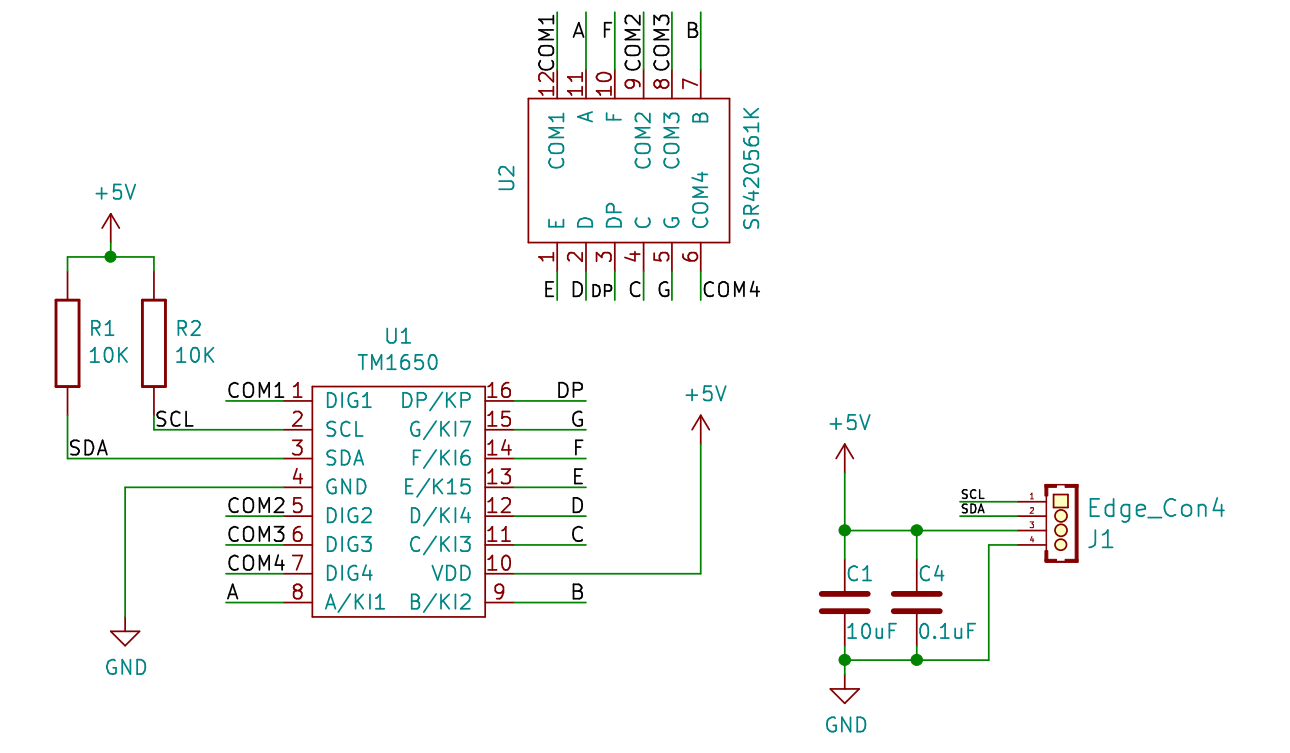 COM1 A F COM2 COM3 B
12 11 10 9 8 7
COM1 A F COM2 COM3 B
U2
SR420561K
E D DP C G COM4
1 2 3 4 5 6
E D DP C G COM4
+5V
R1
10K
R2
10K
SCL
SDA
U1
TM1650
COM1 1 DIG1 DP/KP 16 DP
2 SCL G/KI7 15 G
3 SDA F/KI6 14 F
4 GND E/K15 13 E
COM2 5 DIG2 D/KI4 12 D
COM3 6 DIG3 C/KI3 11 C
COM4 7 DIG4 VDD 10
A 8 A/KI1 B/KI2 9 B
GND
+5V
+5V
SCL 1
SDA 2
3
4
Edge_Con4
J1
C1
10uF
C4
0.1uF
GND